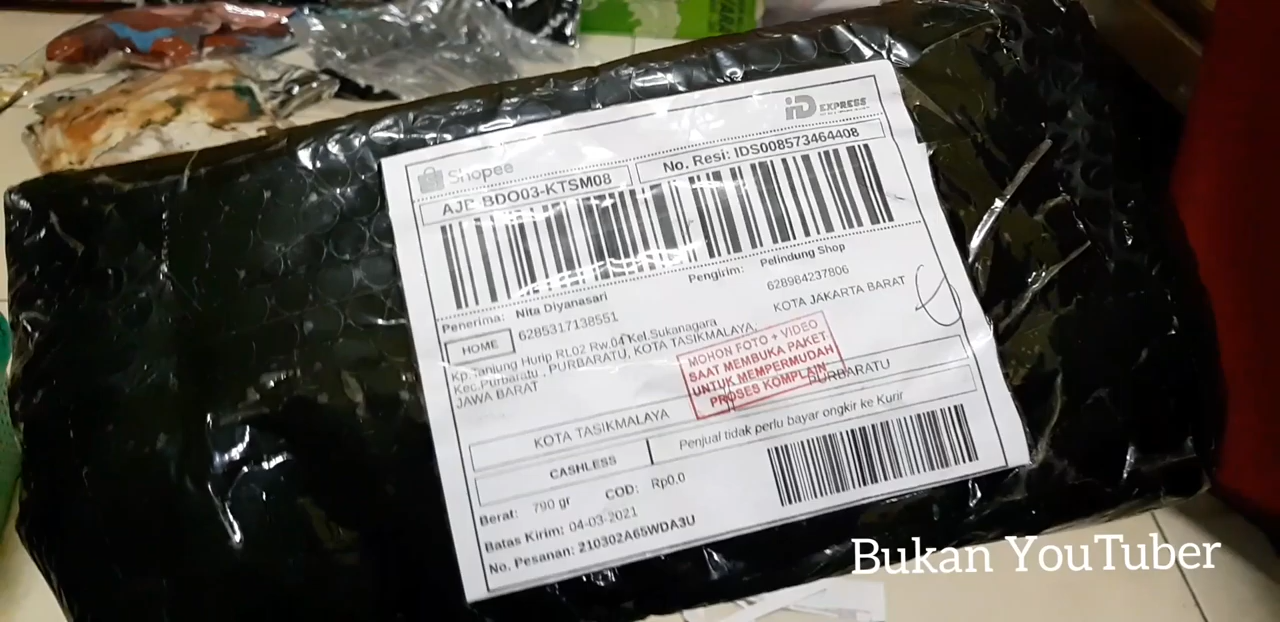 Shopee
iD EXPRESS
No. Resi: IDS008573464408
BDO03-KTSM08
Penerima: Nita Diyanasari
6285317138551
HOME
Pengirim: Pelindung Shop
628984237806
KOTA JAKARTA BARAT
Kp.Tanjung Hurip Rt.02 Rw.04 Kel.Sukanagara
Kec.Purbaratu , PURBARATU, KOTA TASIKMALAYA,
JAWA BARAT
MOHON FOTO + VIDEO
SAAT MEMBUKA PAKET
UNTUK MEMPERMUDAH
PROSES KOMPLAIN
KOTA TASIKMALAYA
PURBARATU
CASHLESS
Penjual tidak perlu bayar ongkir ke Kurir
Berat: 790 gr
COD: Rp0.0
Batas Kirim: 04-03-2021
No. Pesanan: 210302A65WDA3U
Bukan YouTuber